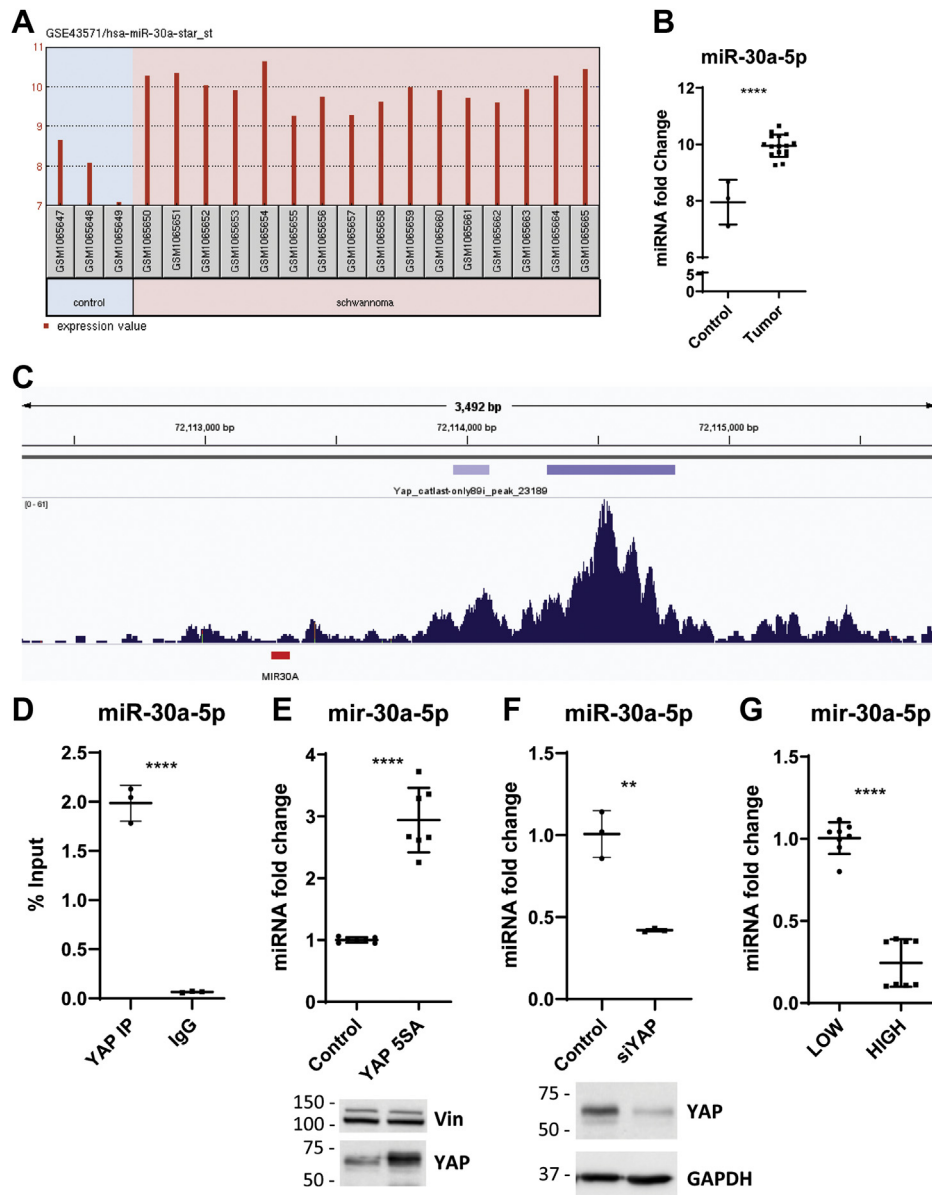 A
GSE43571/hsa-miR-30a-star_st
11
10
9
8
7
GSM1065647
GSM1065648
GSM1065649
GSM1065650
GSM1065651
GSM1065652
GSM1065653
GSM1065654
GSM1065655
GSM1065656
GSM1065657
GSM1065658
GSM1065659
GSM1065660
GSM1065661
GSM1065662
GSM1065663
GSM1065664
GSM1065665
control
schwannoma
expression value
B
miR-30a-5p
****
miRNA fold Change
12
10
8
6
5
0
Control
Tumor
C
3,492 bp
72,113,000 bp
72,114,000 bp
72,115,000 bp
Yap_catlast-only89i_peak_23189
[0 - 61]
MIR30A
D
miR-30a-5p
****
% Input
2.5
2.0
1.5
1.0
0.5
0.0
YAP IP
IgG
E
mir-30a-5p
****
miRNA fold change
4
3
2
1
0
Control
YAP 5SA
150 -
100 -
Vin
75 -
50 -
YAP
F
miR-30a-5p
**
miRNA fold change
1.5
1.0
0.5
0.0
Control
siYAP
75 -
50 -
YAP
37 -
GAPDH
G
mir-30a-5p
****
miRNA fold change
1.5
1.0
0.5
0.0
LOW
HIGH